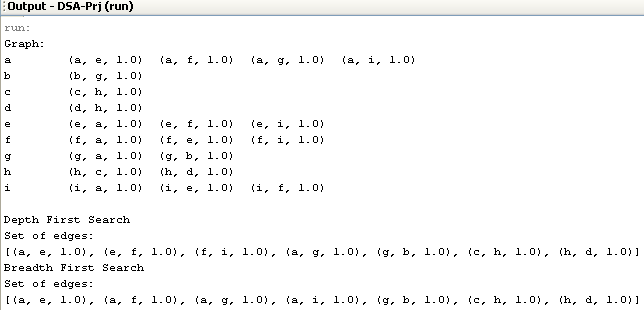 Output - DSA-Prj (run)
run:
Graph:
a (a, e, 1.0) (a, f, 1.0) (a, g, 1.0) (a, i, 1.0)
b (b, g, 1.0)
c (c, h, 1.0)
d (d, h, 1.0)
e (e, a, 1.0) (e, f, 1.0) (e, i, 1.0)
f (f, a, 1.0) (f, e, 1.0) (f, i, 1.0)
g (g, a, 1.0) (g, b, 1.0)
h (h, c, 1.0) (h, d, 1.0)
i (i, a, 1.0) (i, e, 1.0) (i, f, 1.0)
Depth First Search
Set of edges:
[(a, e, 1.0), (e, f, 1.0), (f, i, 1.0), (a, g, 1.0), (g, b, 1.0), (c, h, 1.0), (h, d, 1.0)]
Breadth First Search
Set of edges:
[(a, e, 1.0), (a, f, 1.0), (a, g, 1.0), (a, i, 1.0), (g, b, 1.0), (c, h, 1.0), (h, d, 1.0)]